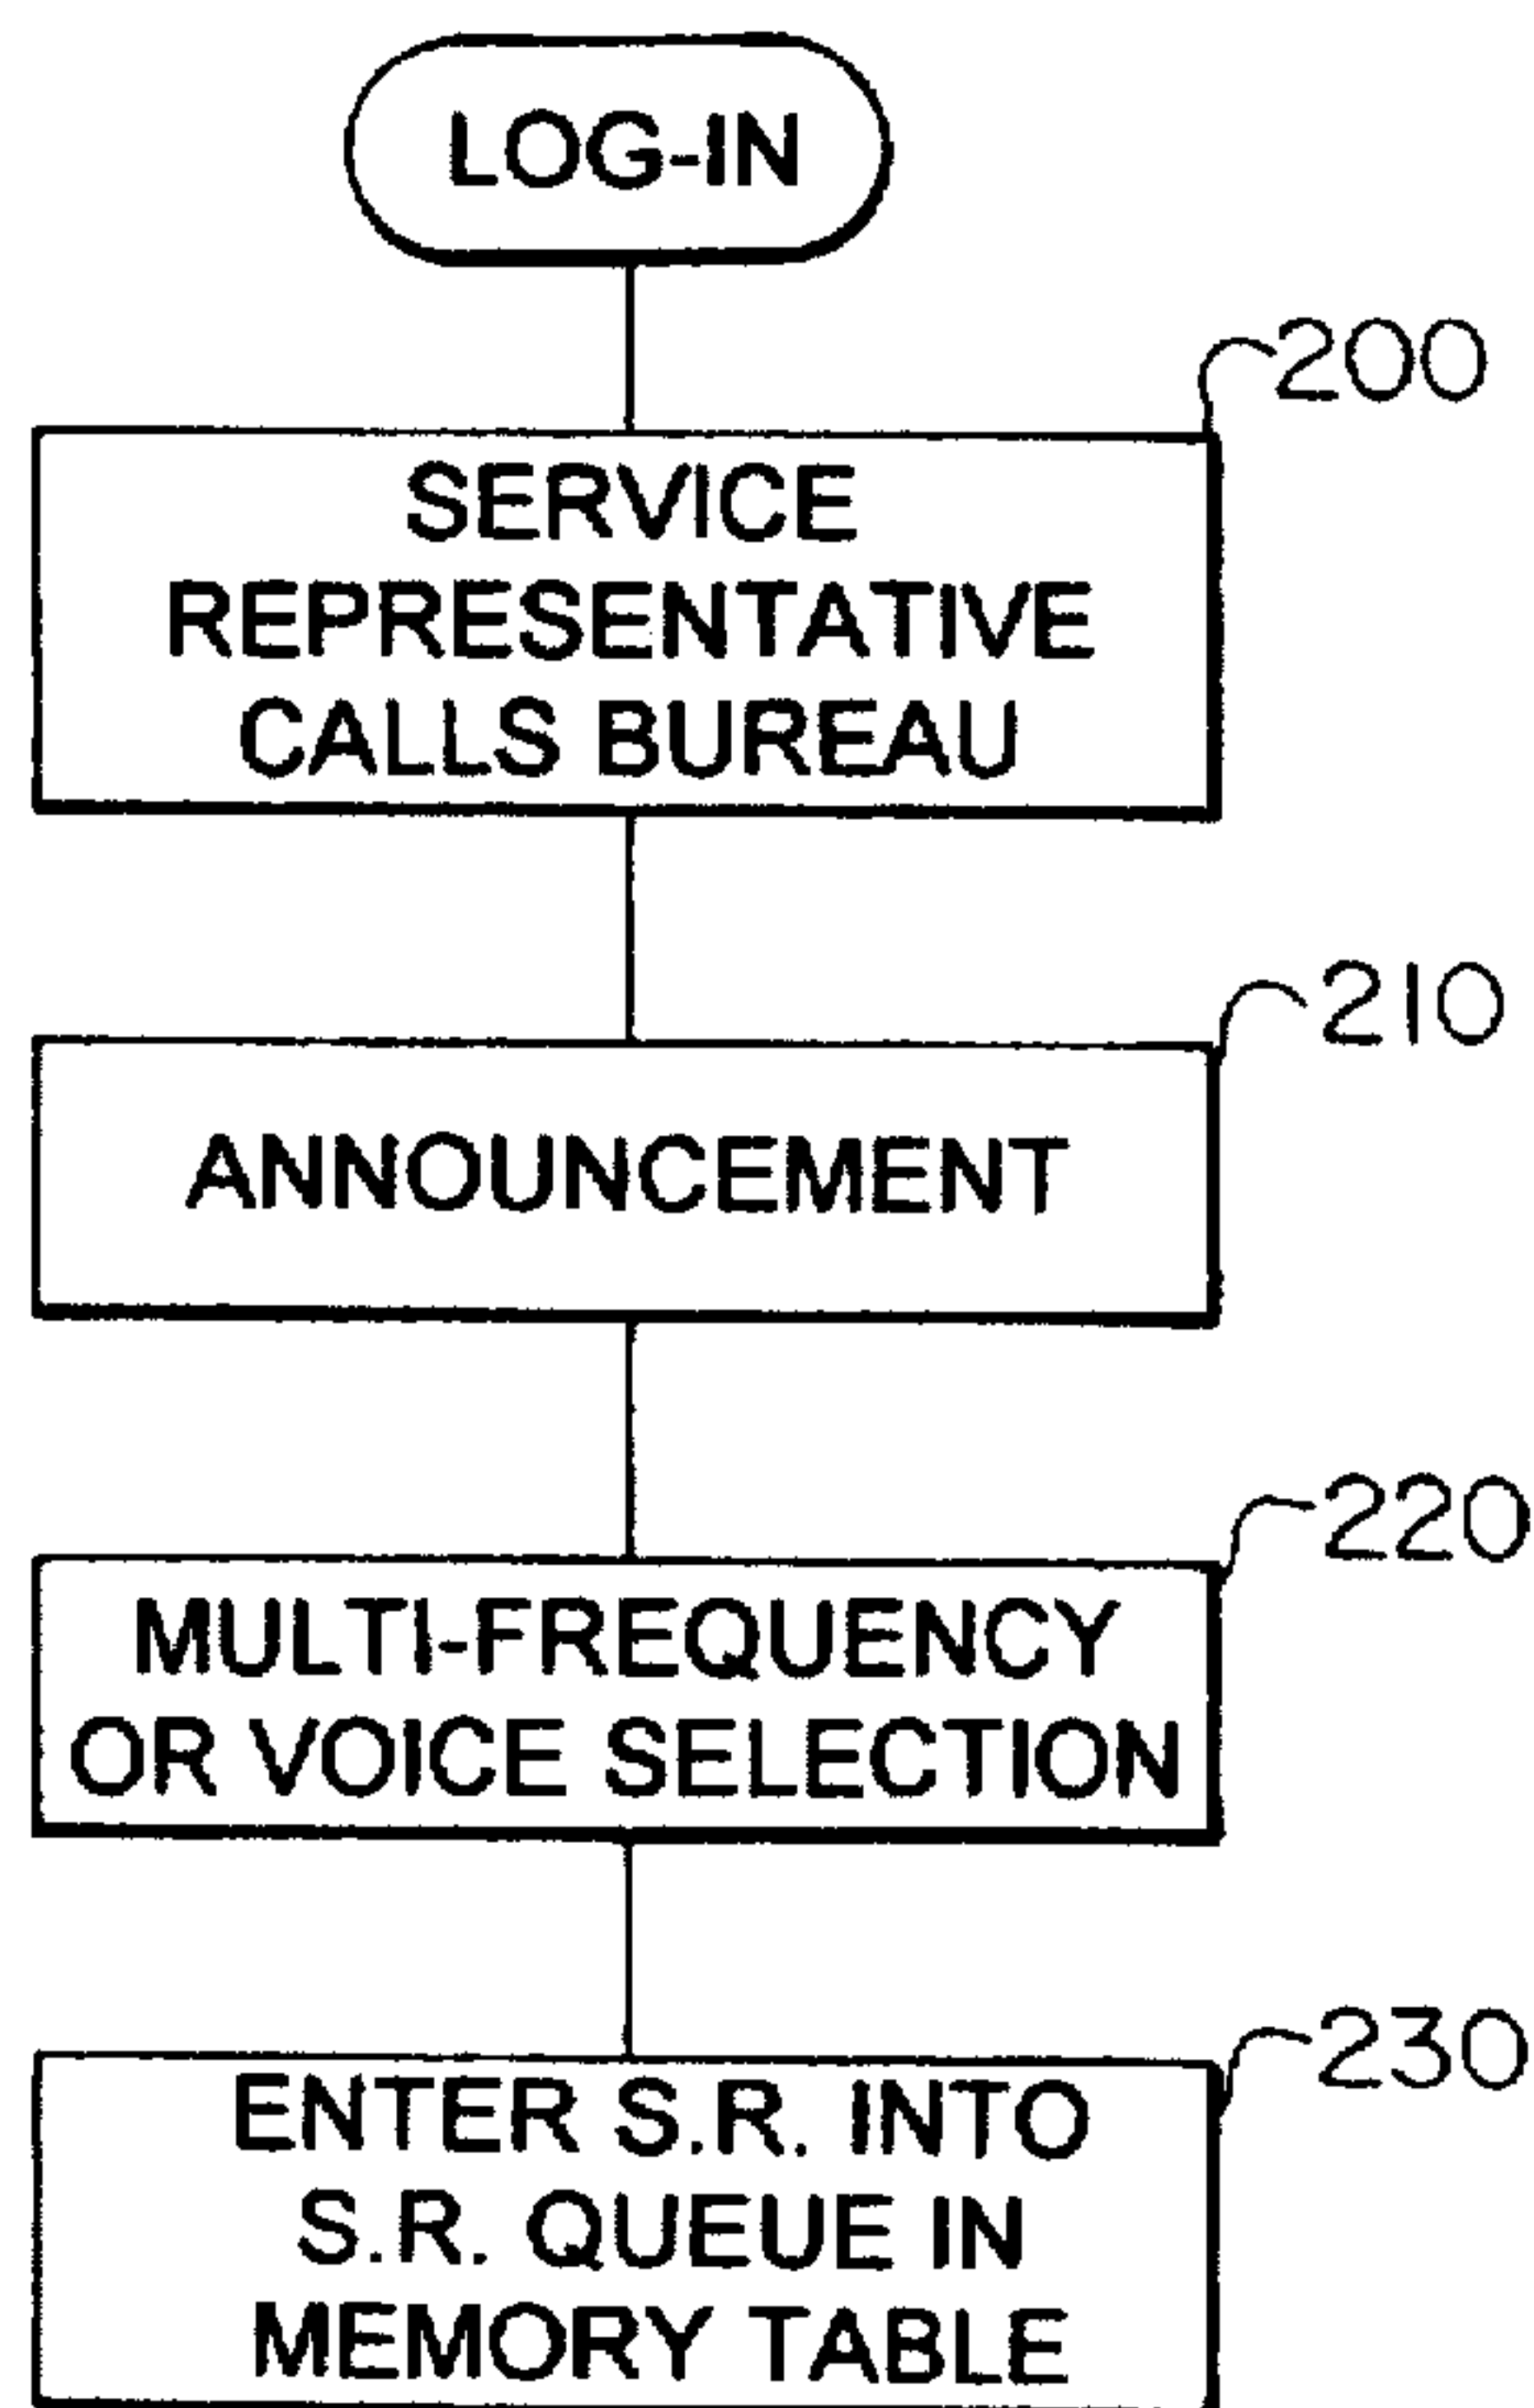 LOG-IN
200
SERVICE
REPRESENTATIVE
CALLS BUREAU
210
ANNOUNCEMENT
220
MULTI-FREQUENCY
OR VOICE SELECTION
230
ENTER S.R. INTO
S.R. QUEUE IN
MEMORY TABLE